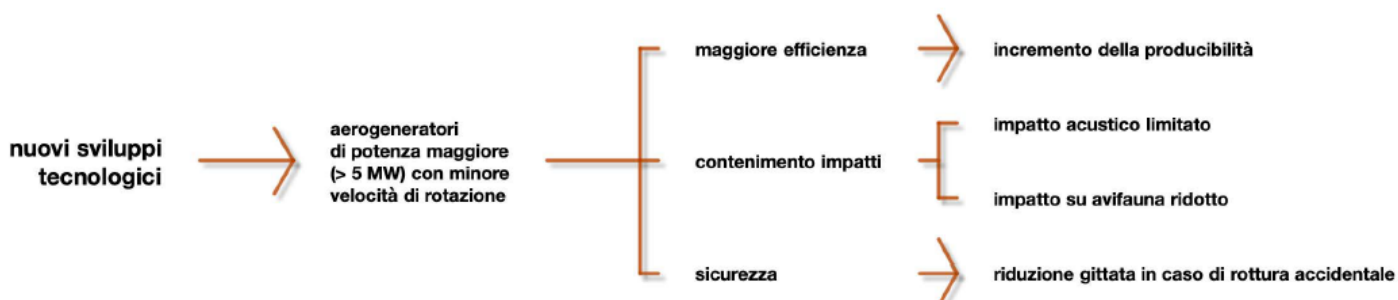 nuovi sviluppi
tecnologici
aerogeneratori
di potenza maggiore
(> 5 MW) con minore
velocità di rotazione
maggiore efficienza
incremento della producibilità
contenimento impatti
impatto acustico limitato
impatto su avifauna ridotto
sicurezza
riduzione gittata in caso di rottura accidentale